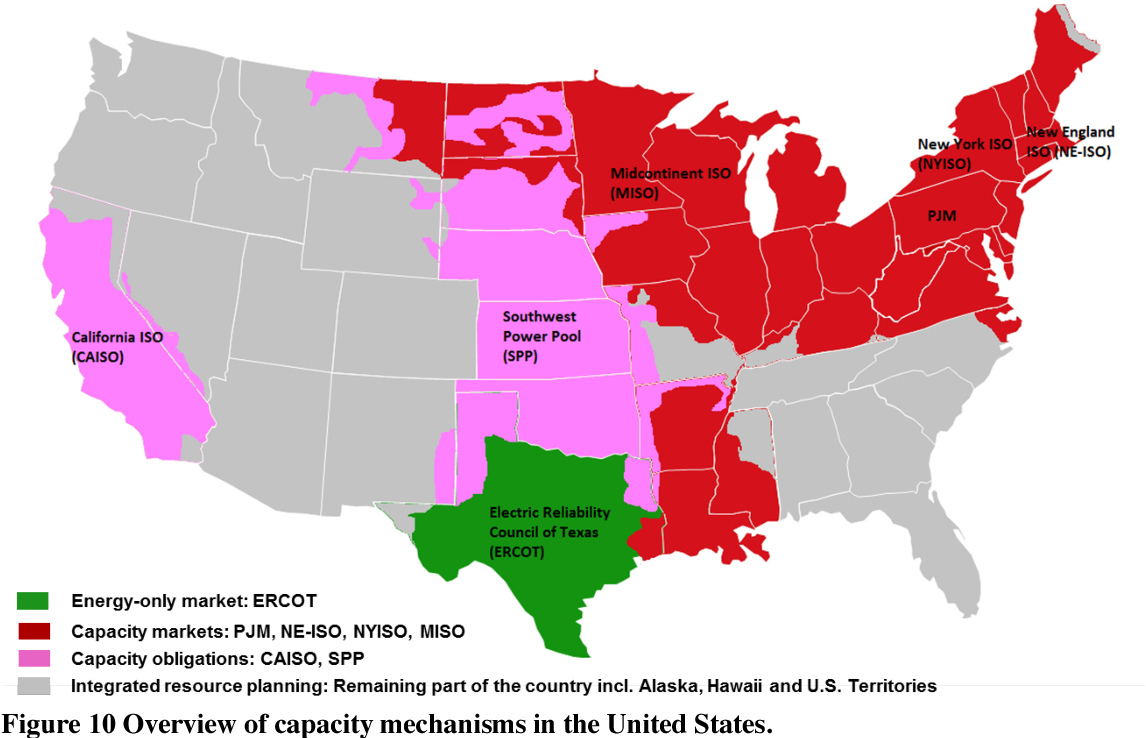 New England
ISO (NE-ISO)
New York ISO
(NYISO)
Midcontinent ISO
(MISO)
PJM
Southwest
Power Pool
(SPP)
California ISO
(CAISO)
Electric Reliability
Council of Texas
(ERCOT)
Energy-only market: ERCOT
Capacity markets: PJM, NE-ISO, NYISO, MISO
Capacity obligations: CAISO, SPP
Integrated resource planning: Remaining part of the country incl. Alaska, Hawaii and U.S. Territories
Figure 10 Overview of capacity mechanisms in the United States.